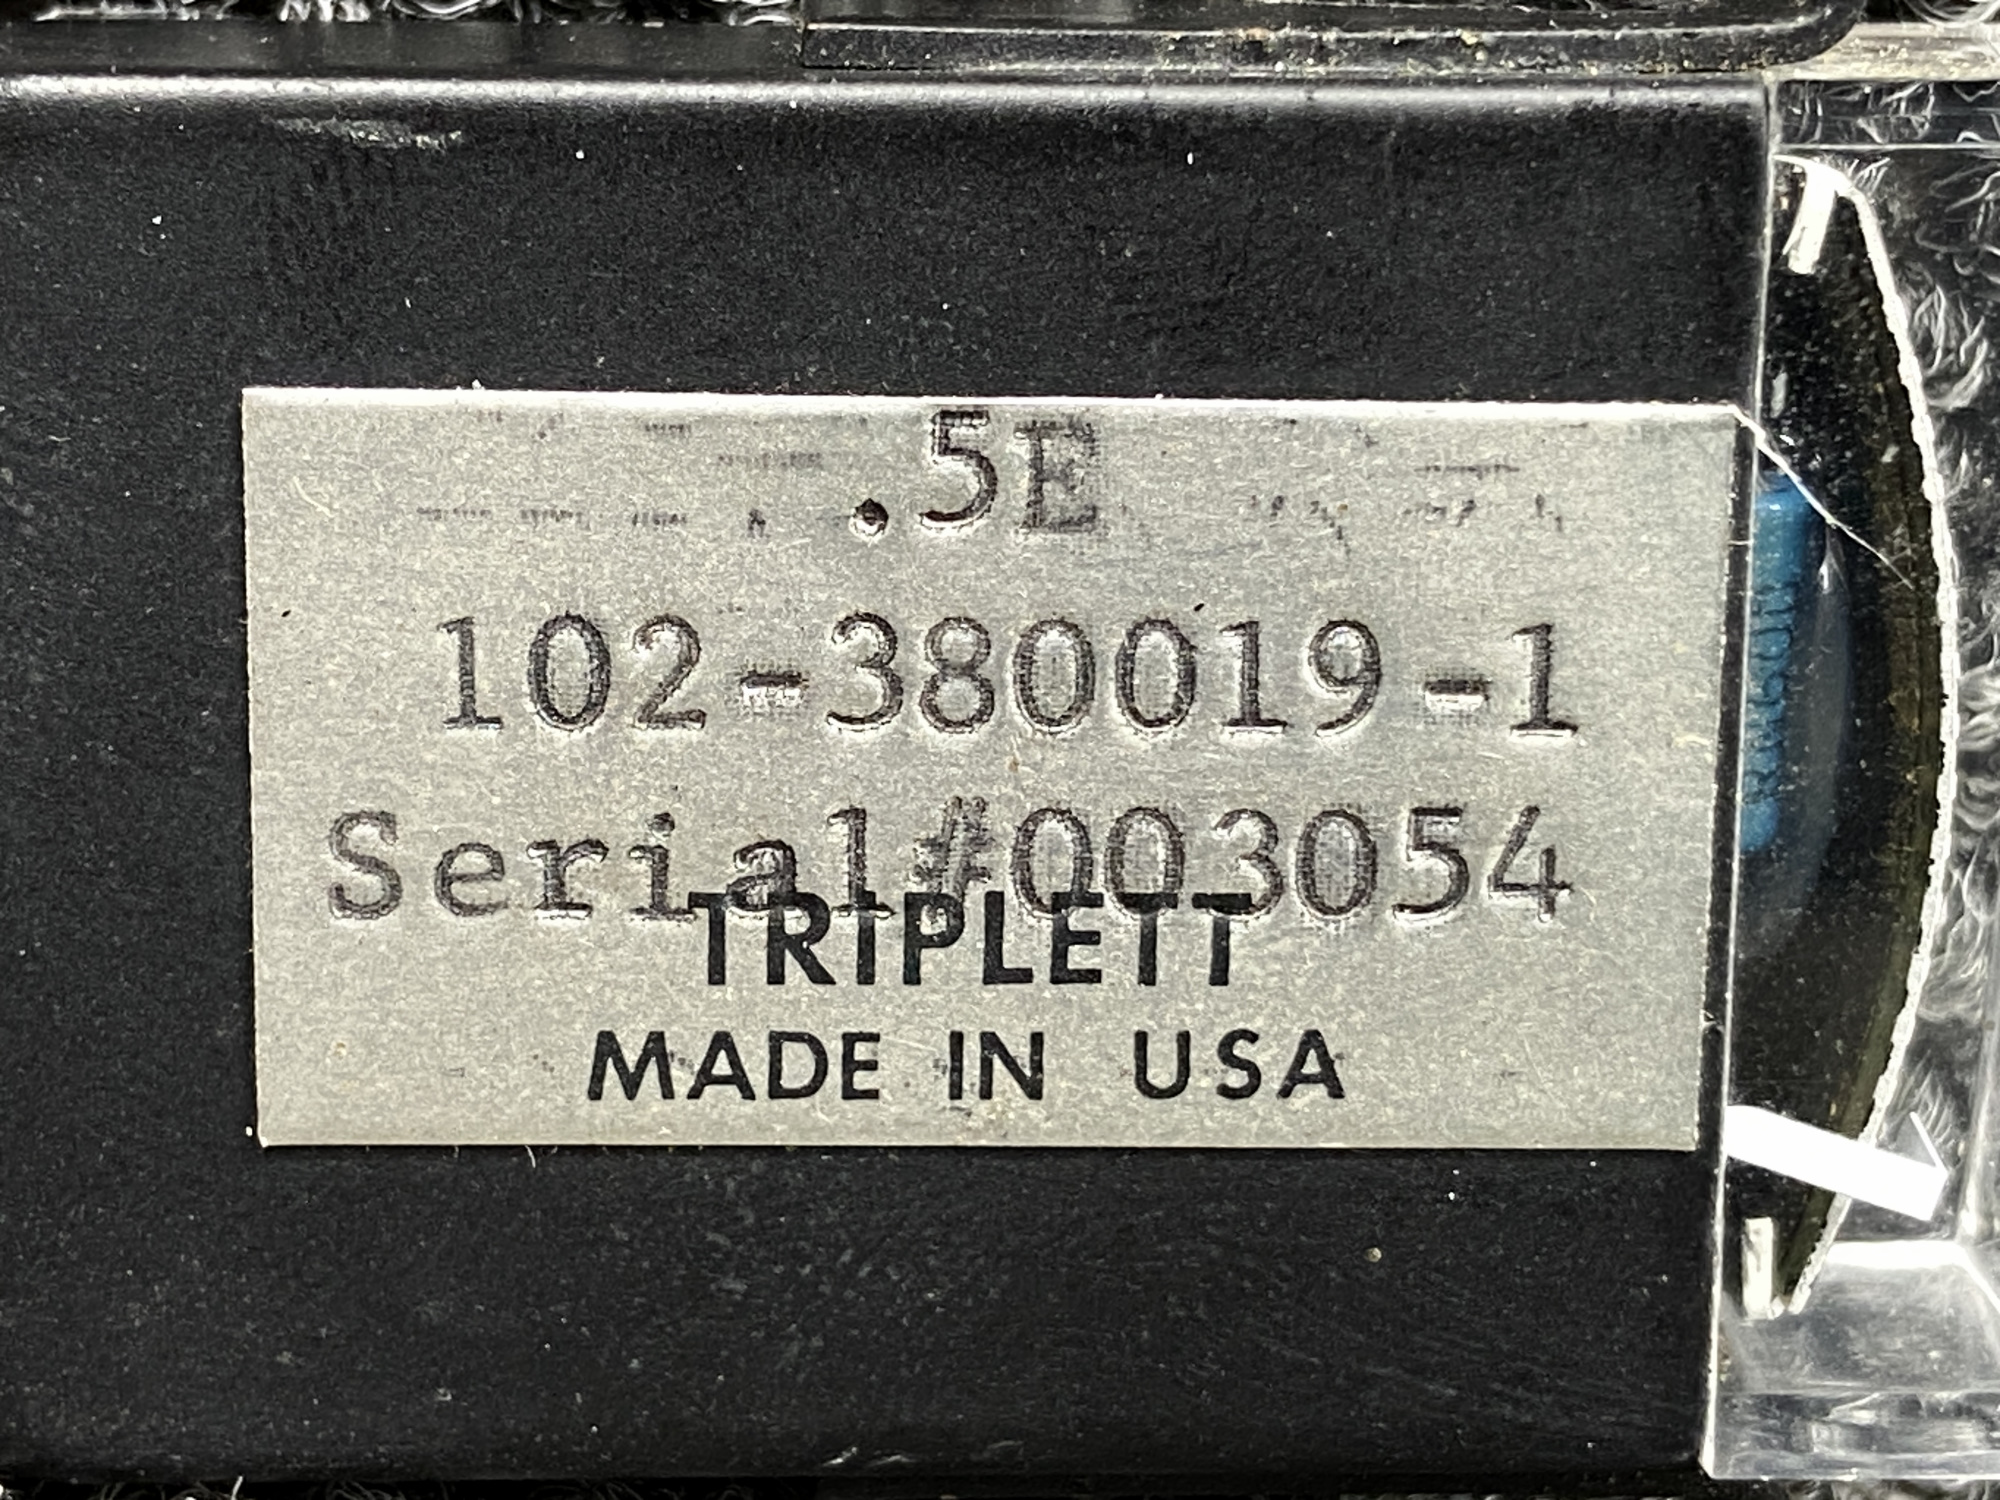 .5E
102-380019-1
Serial#003054
TRIPLETT
MADE IN USA